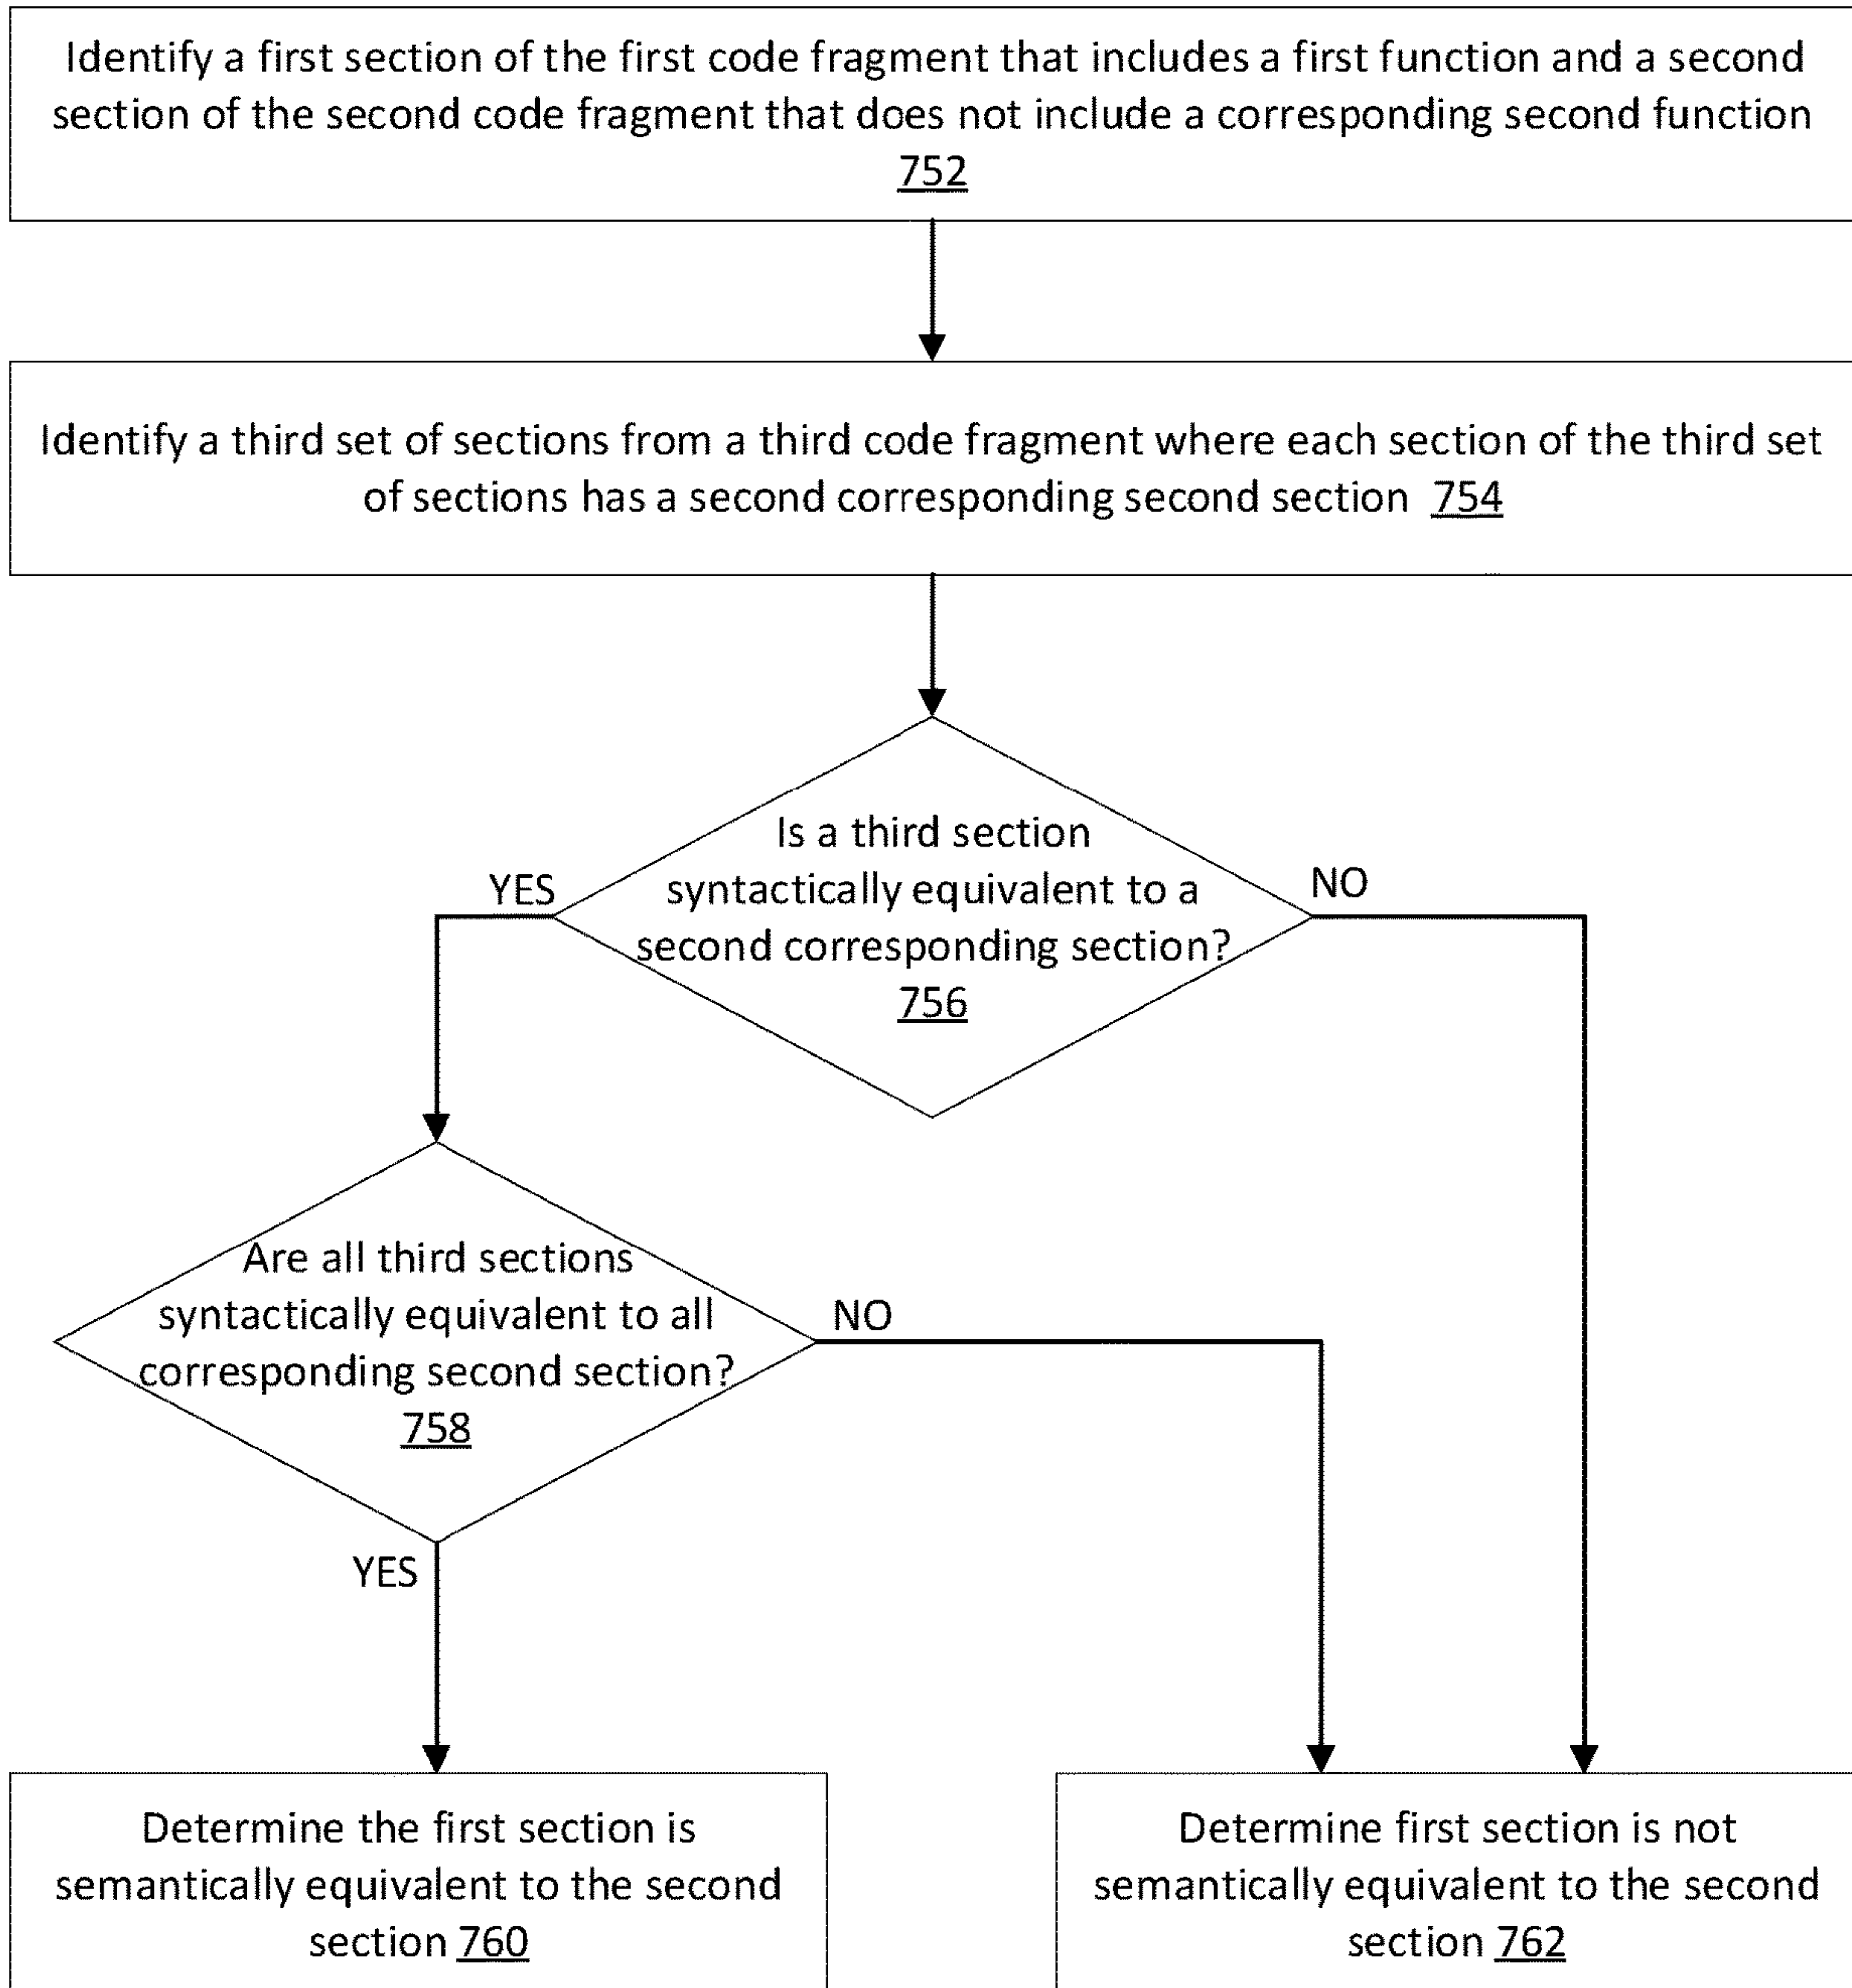 Identify a first section of the first code fragment that includes a first function and a second
section of the second code fragment that does not include a corresponding second function
752
Identify a third set of sections from a third code fragment where each section of the third set
of sections has a second corresponding second section 754
Is a third section
syntactically equivalent to a
second corresponding section?
756
YES
NO
Are all third sections
syntactically equivalent to all
corresponding second section?
758
NO
YES
Determine the first section is
semantically equivalent to the second
section 760
Determine first section is not
semantically equivalent to the second
section 762